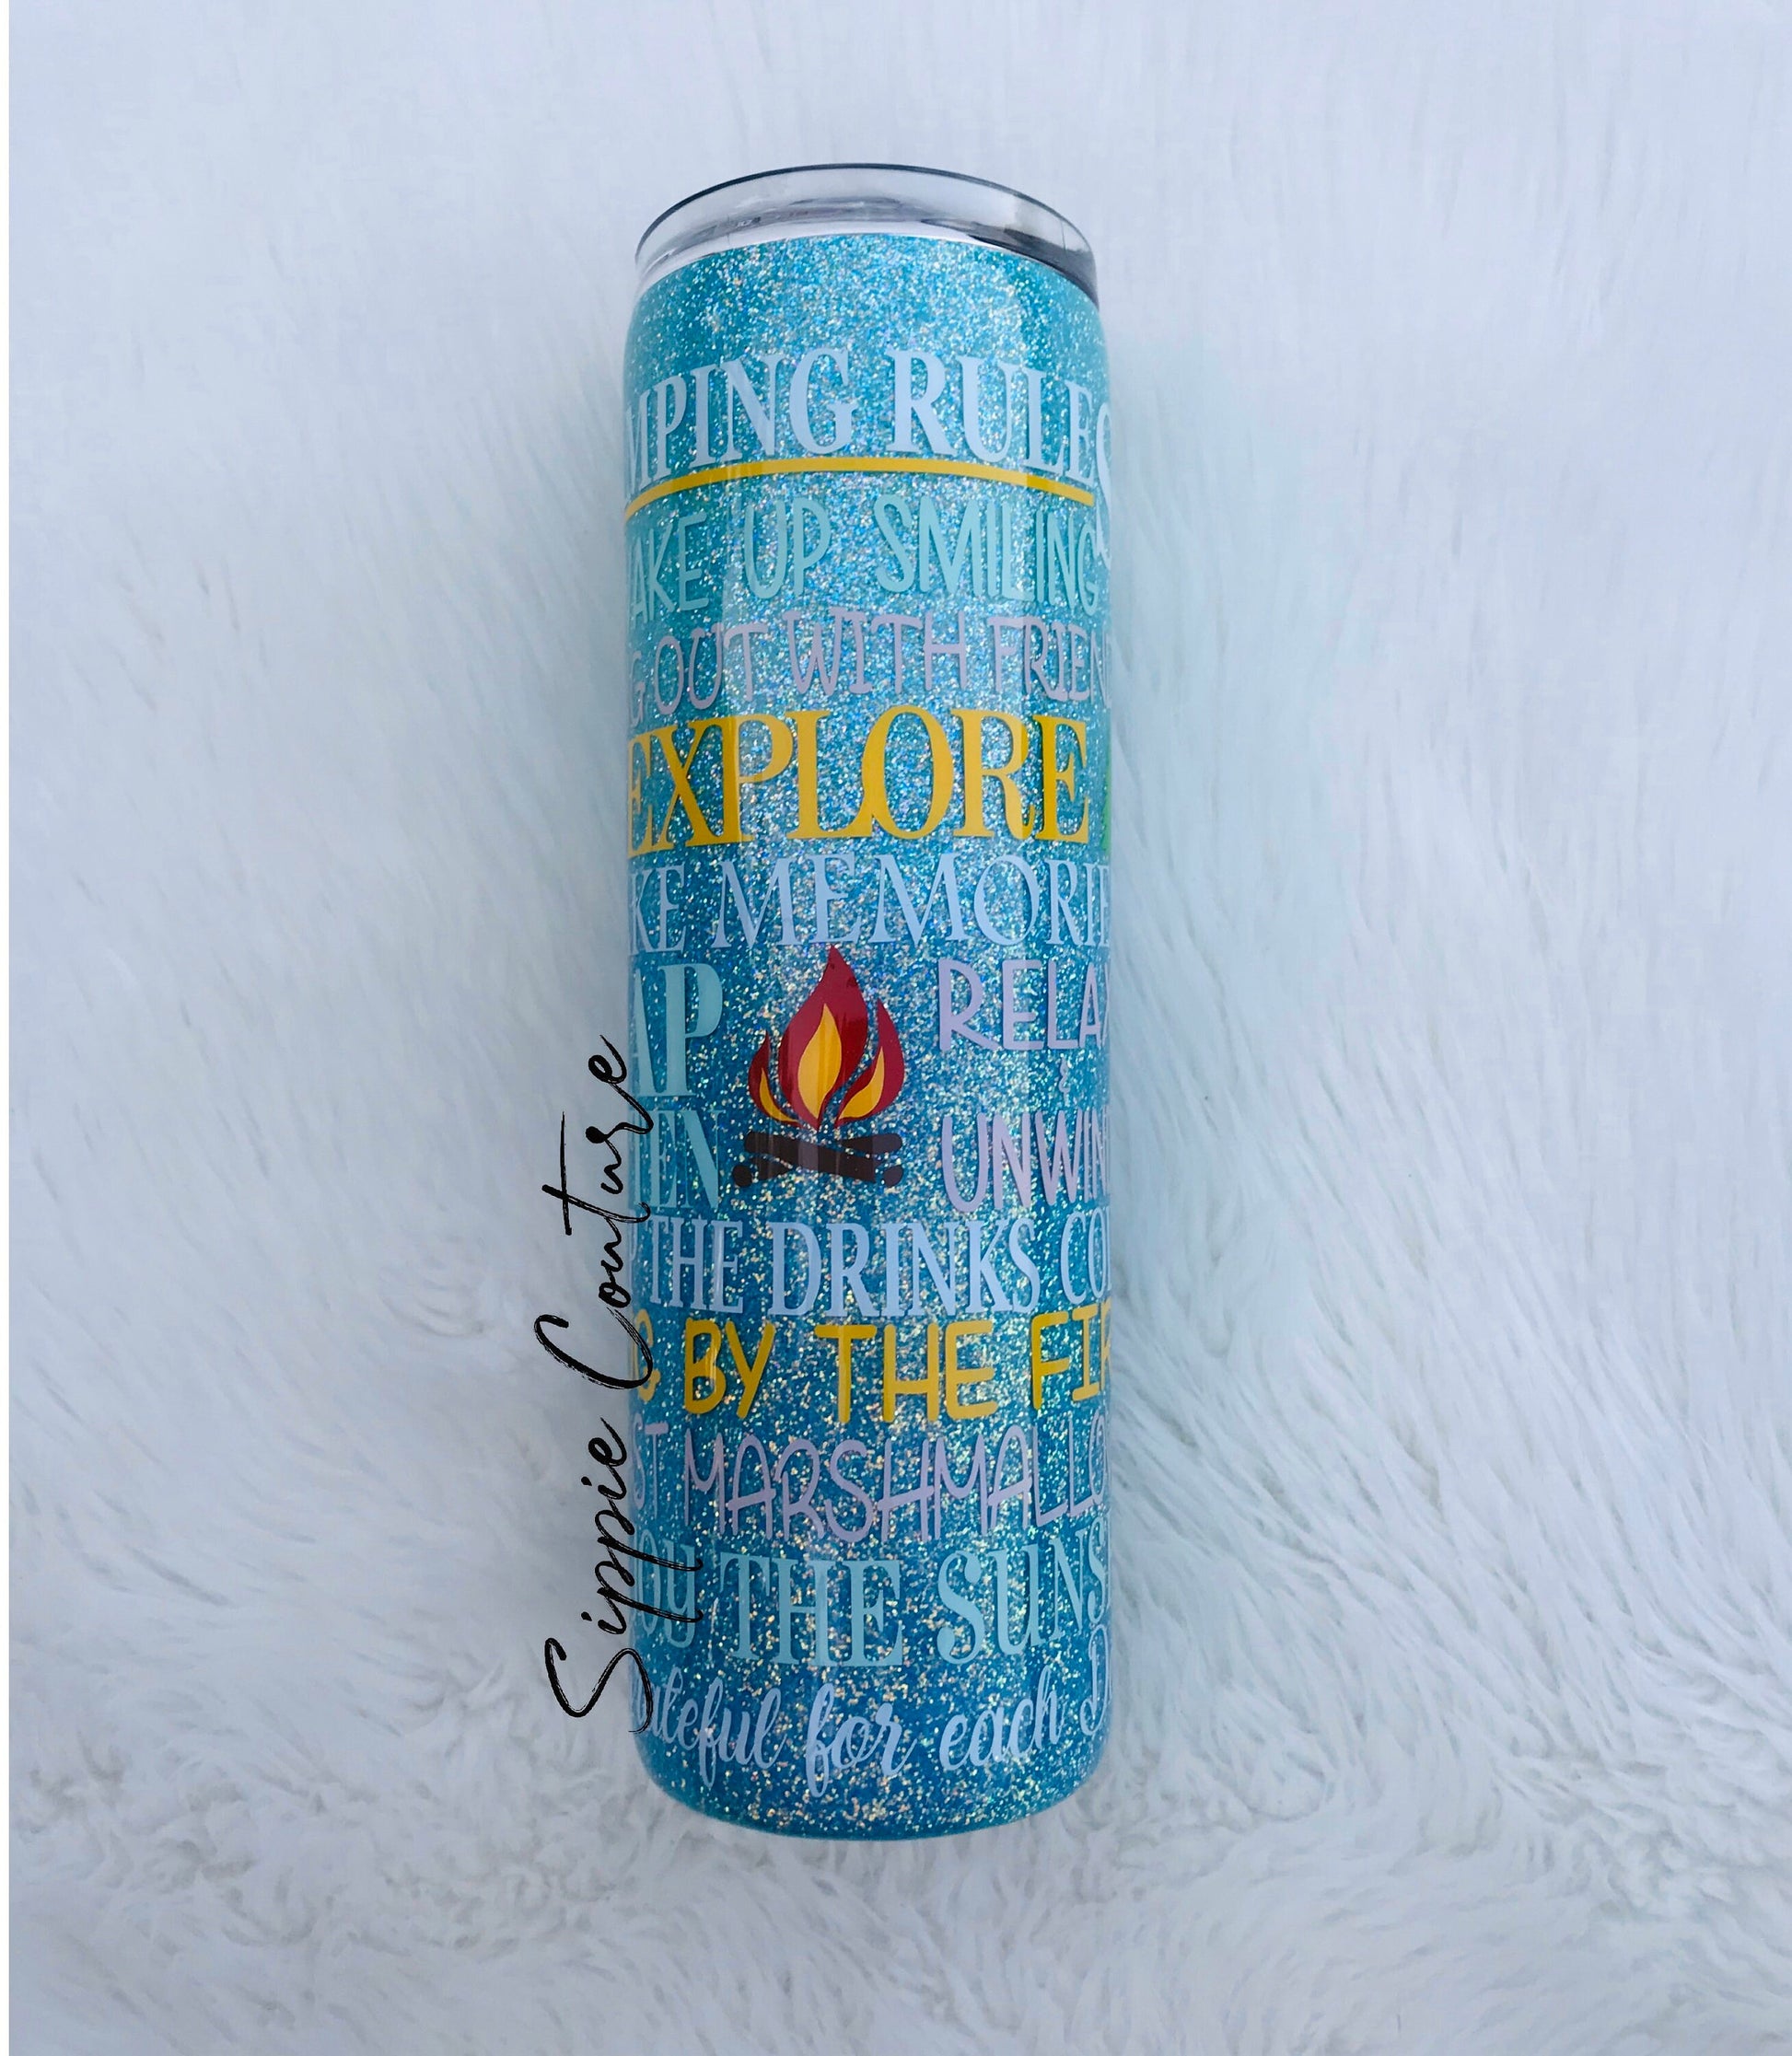 MPING RULES
AKE UP SMILING
G OUT WITH FRIEN
EXPLORE
KE MEMORIE
AP
RELAX
&
EN
UNWIN
THE DRINKS CO
G BY THE FIR
ST MARSHMALLO
OY THE SUNS
ateful for each D
Sippie Couture